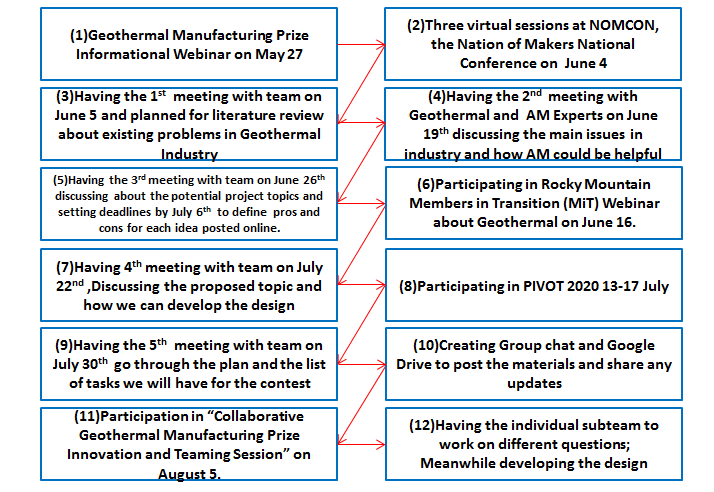 (1)Geothermal Manufacturing Prize
Informational Webinar on May 27
(2)Three virtual sessions at NOMCON,
the Nation of Makers National
Conference on June 4
(3)Having the 1st meeting with team on
June 5 and planned for literature review
about existing problems in Geothermal
Industry
(4)Having the 2nd meeting with
Geothermal and AM Experts on June
19th discussing the main issues in
industry and how AM could be helpful
(5)Having the 3rd meeting with team on June 26th
discussing about the potential project topics and
setting deadlines by July 6th to define pros and
cons for each idea posted online.
(6)Participating in Rocky Mountain
Members in Transition (MiT) Webinar
about Geothermal on June 16.
(7)Having 4th meeting with team on July
22nd ,Discussing the proposed topic and
how we can develop the design
(8)Participating in PIVOT 2020 13-17 July
(9)Having the 5th meeting with team on
July 30th go through the plan and the list
of tasks we will have for the contest
(10)Creating Group chat and Google
Drive to post the materials and share any
updates
(11)Participation in “Collaborative
Geothermal Manufacturing Prize
Innovation and Teaming Session” on
August 5.
(12)Having the individual subteam to
work on different questions;
Meanwhile developing the design